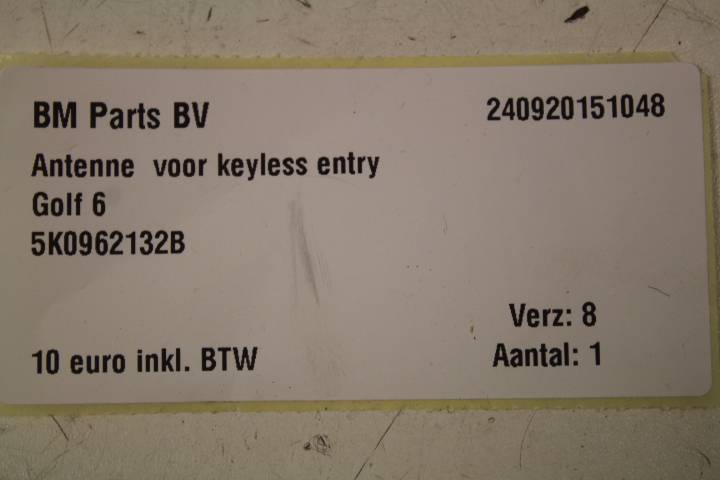 BM Parts BV 240920151048
Antenne voor keyless entry
Golf 6
5K0962132B
Verz: 8
10 euro inkl. BTW Aantal: 1